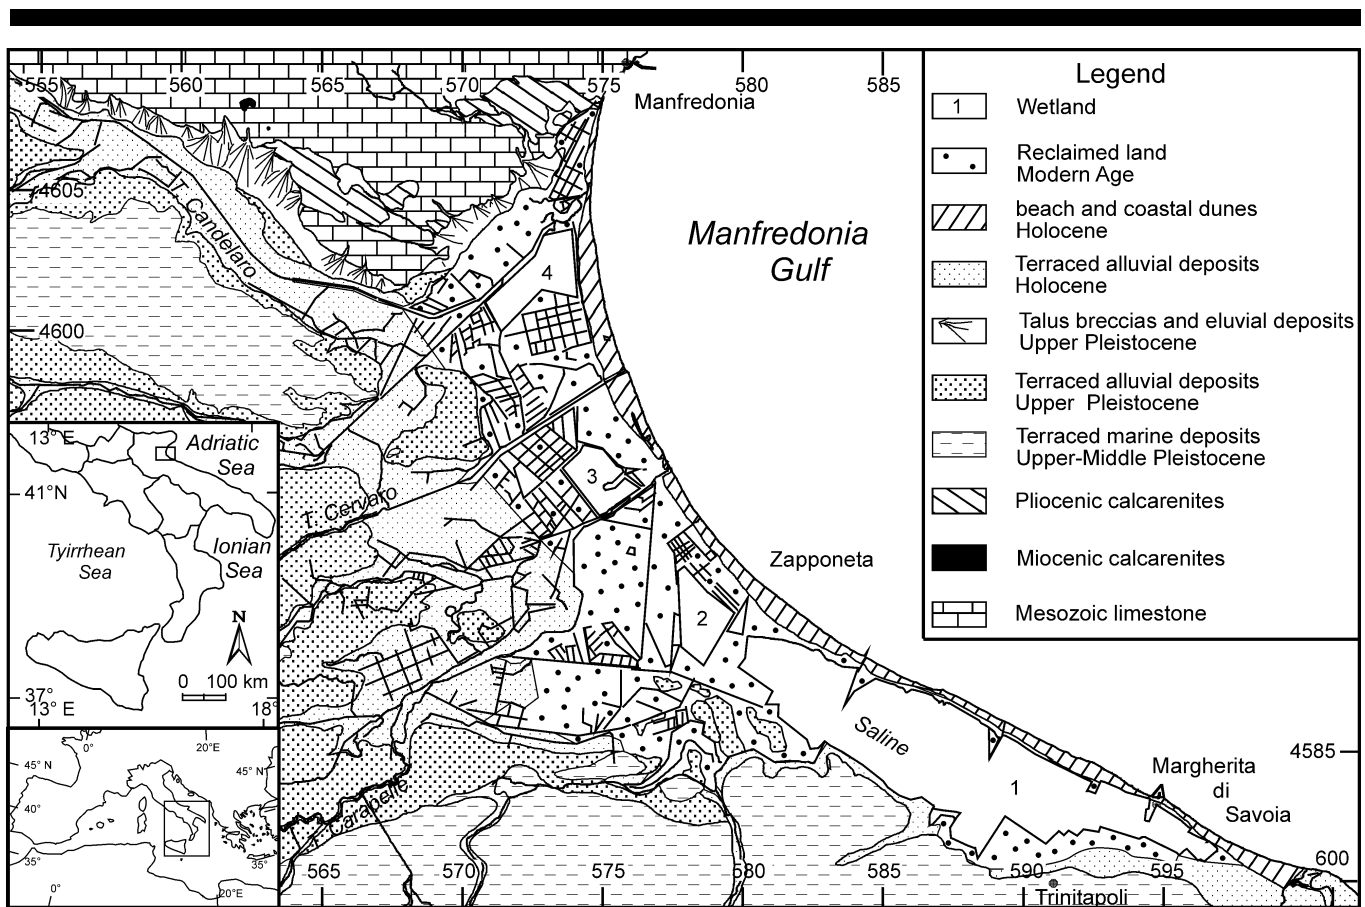 555
560
565
570
575
580
585
Manfredonia
4605
T. Candelaro
Manfredonia
Gulf
4
4600
3
T. Cervaro
Zapponeta
2
Saline
4585
Margherita
di
Savoia
1
T. Carapelle
565
570
575
580
585
590
595
600
Trinitapoli
Legend
1
Wetland
Reclaimed land
Modern Age
beach and coastal dunes
Holocene
Terraced alluvial deposits
Holocene
Talus breccias and eluvial deposits
Upper Pleistocene
Terraced alluvial deposits
Upper Pleistocene
Terraced marine deposits
Upper-Middle Pleistocene
Pliocenic calcarenites
Miocenic calcarenites
Mesozoic limestone
13° E
Adriatic
Sea
41°N
Tyirrhean
Sea
Ionian
Sea
N
0 100 km
37°
13° E
18°
0°
20°E
45° N
45° N
40°
35°
35°
0°
20°E